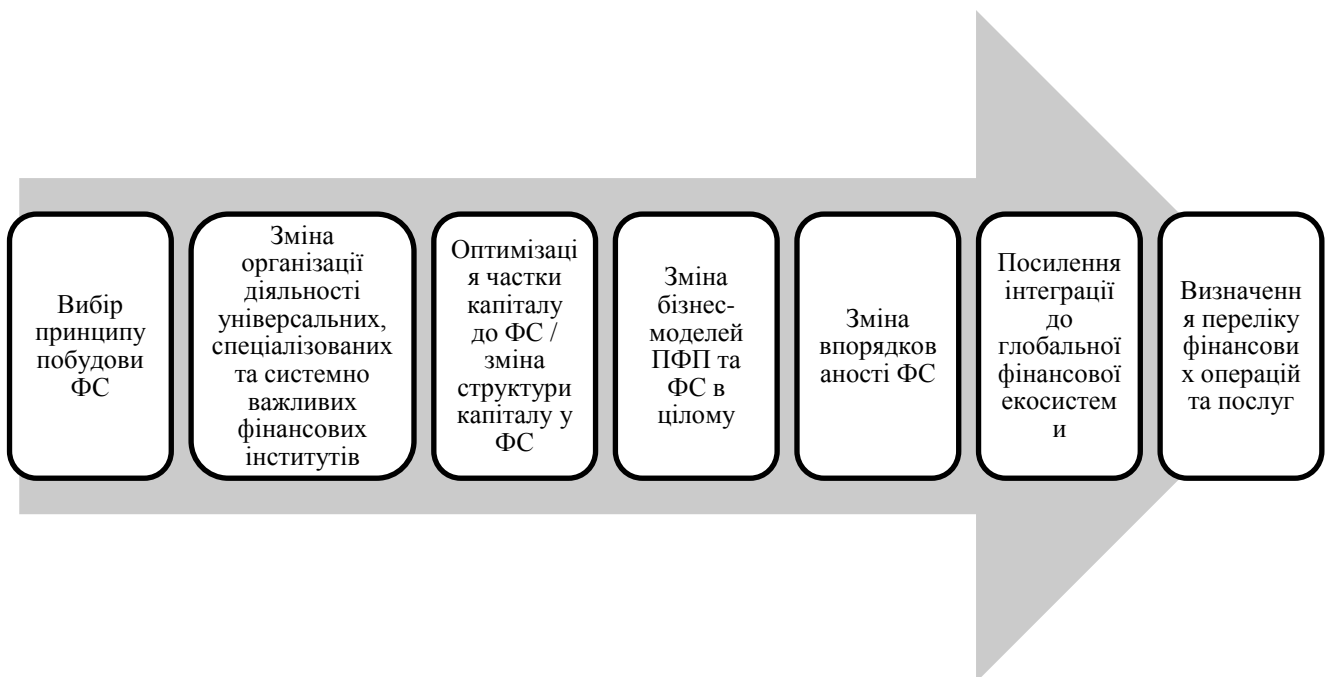 Вибір
принципу
побудови
ФС
Зміна
організації
діяльності
універсальних,
спеціалізованих
та системно
важливих
фінансових
інститутів
Оптимізаці
я частки
капіталу
до ФС /
зміна
структури
капіталу у
ФС
Зміна
бізнес-
моделей
ПФП та
ФС в
цілому
Зміна
впорядков
аності ФС
Посилення
інтеграції
до
глобальної
фінансової
екосистем
и
Визначенн
я переліку
фінансови
х операцій
та послуг